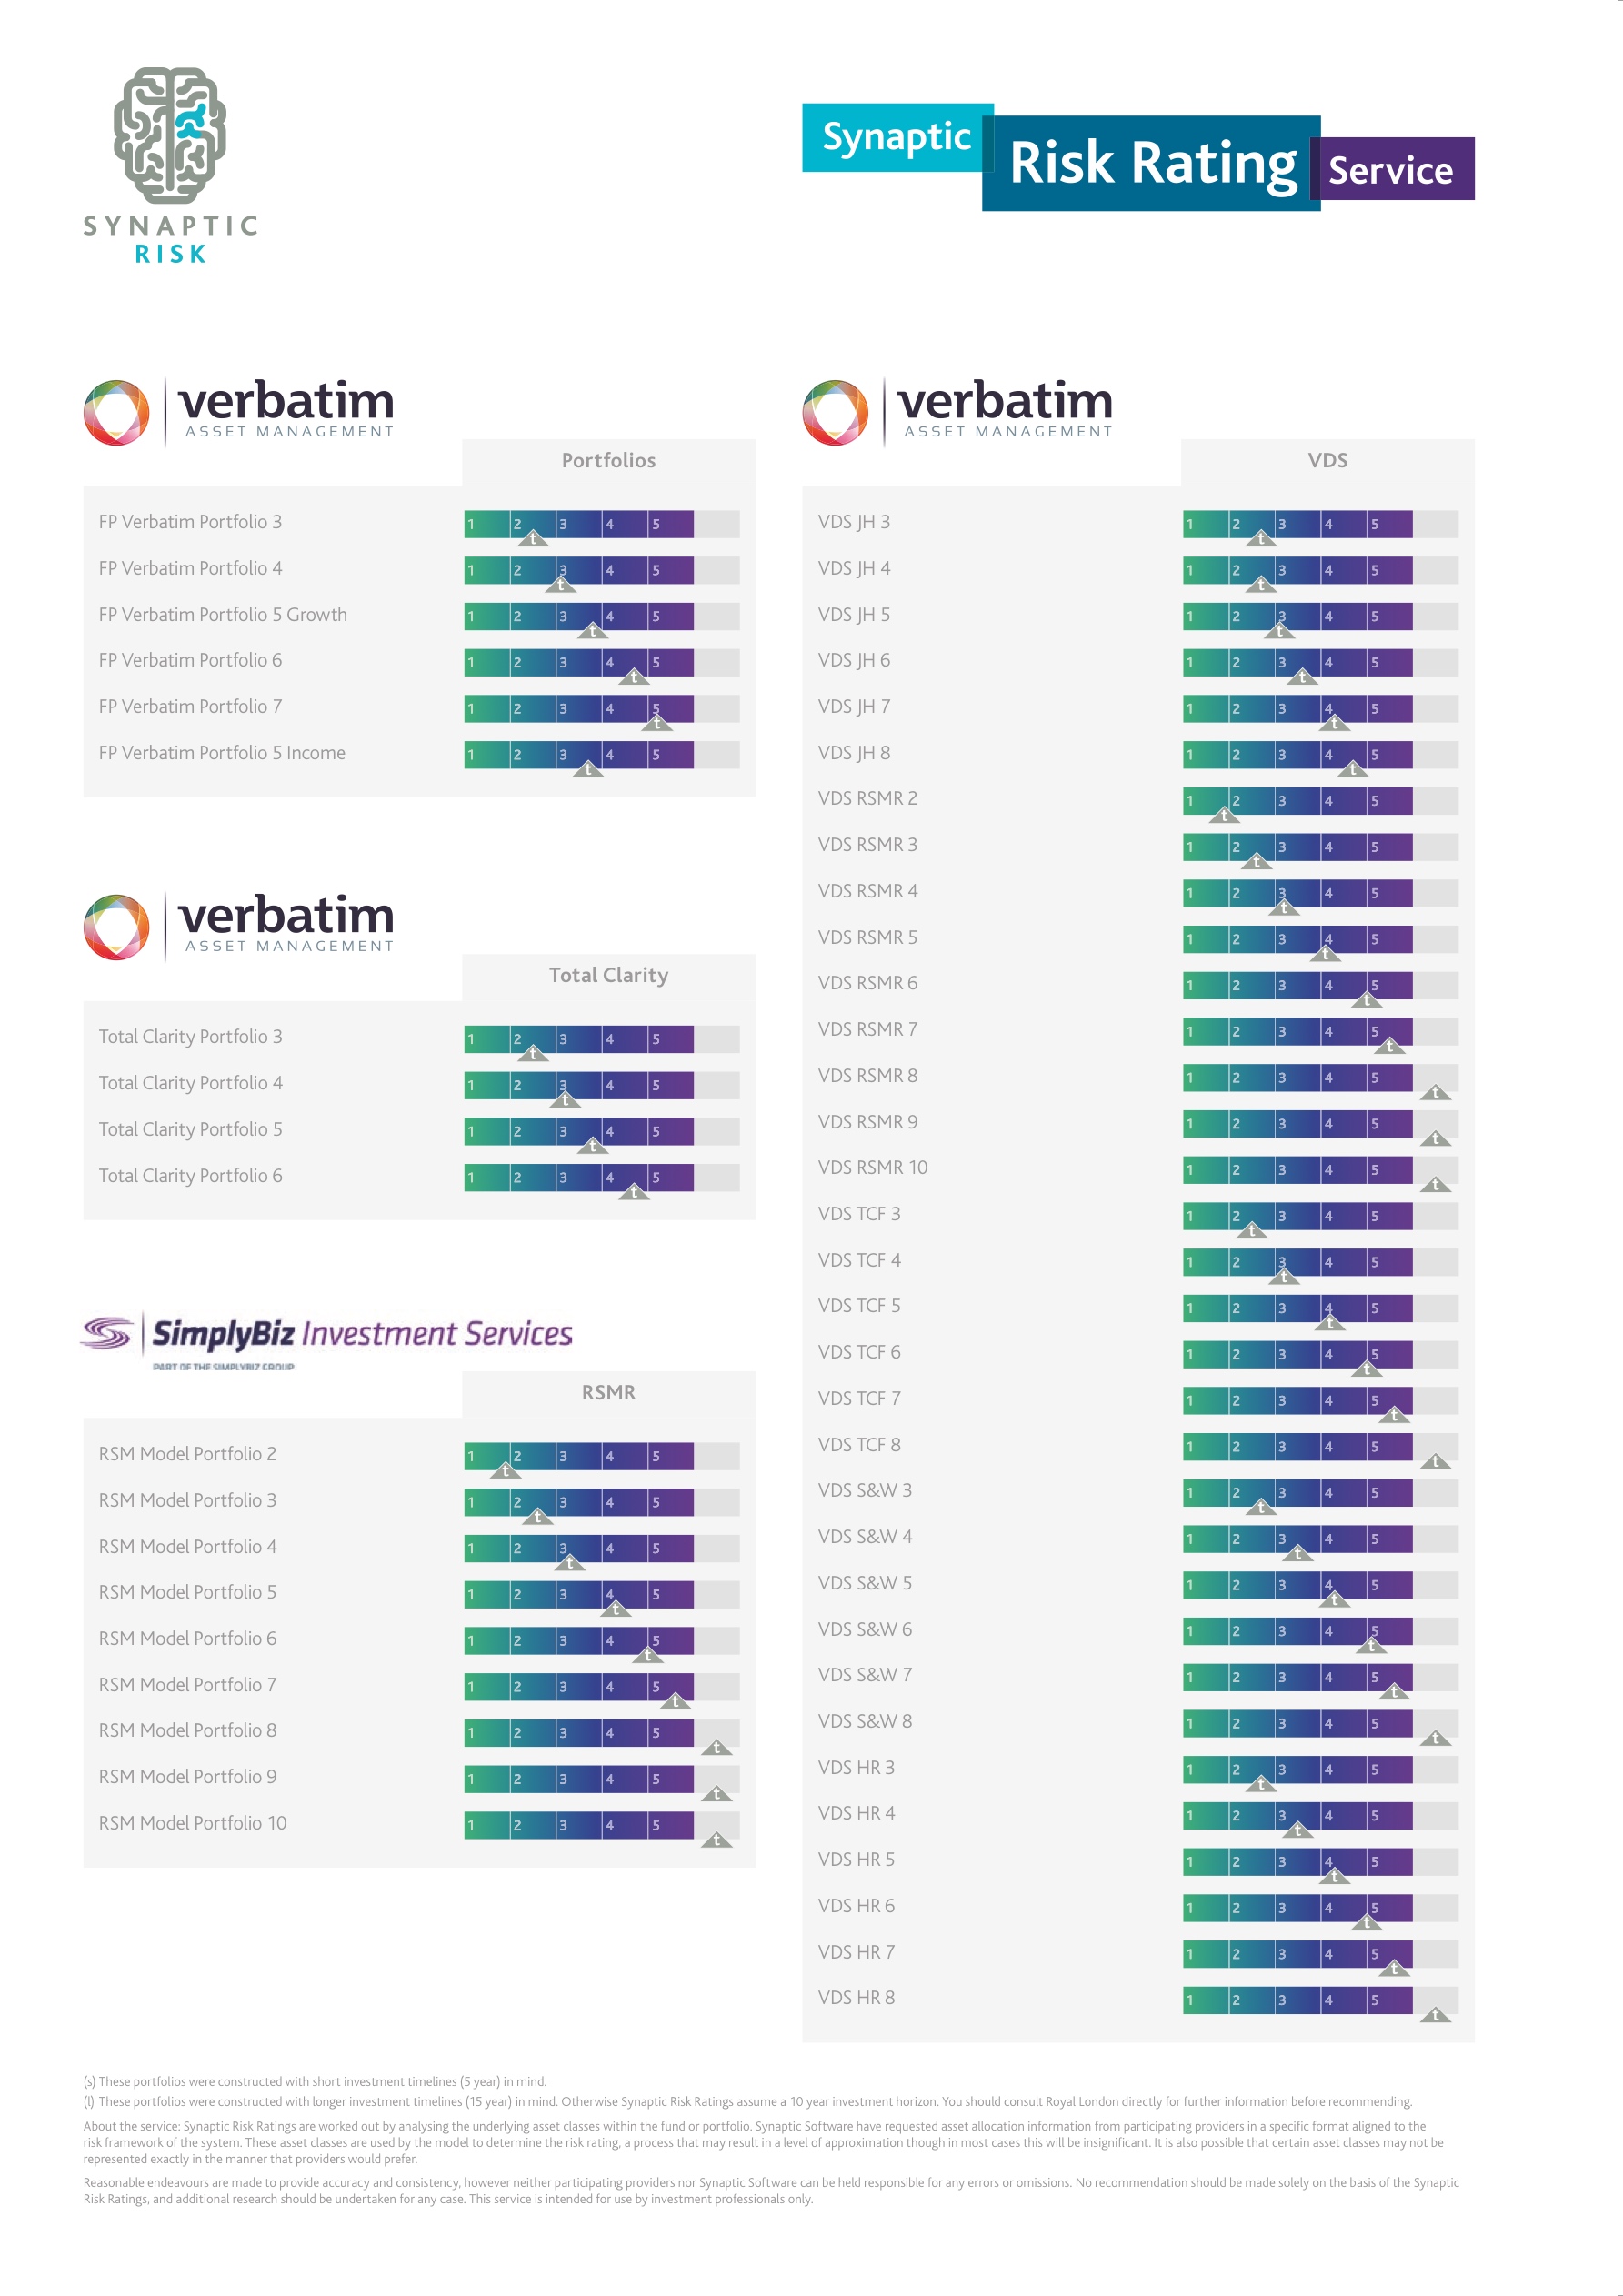 SYNAPTIC
RISK
Synaptic Risk Rating Service
verbatim
ASSET MANAGEMENT
Portfolios
FP Verbatim Portfolio 3 1 2 3 4 5 t
FP Verbatim Portfolio 4 1 2 3 4 5 t
FP Verbatim Portfolio 5 Growth 1 2 3 4 5 t
FP Verbatim Portfolio 6 1 2 3 4 5 t
FP Verbatim Portfolio 7 1 2 3 4 5 t
FP Verbatim Portfolio 5 Income 1 2 3 4 5 t
verbatim
ASSET MANAGEMENT
Total Clarity
Total Clarity Portfolio 3 1 2 3 4 5 t
Total Clarity Portfolio 4 1 2 3 4 5 t
Total Clarity Portfolio 5 1 2 3 4 5 t
Total Clarity Portfolio 6 1 2 3 4 5 t
SimplyBiz Investment Services
PART OF THE SIMPLYBIZ GROUP
RSMR
RSM Model Portfolio 2 1 2 3 4 5 t
RSM Model Portfolio 3 1 2 3 4 5 t
RSM Model Portfolio 4 1 2 3 4 5 t
RSM Model Portfolio 5 1 2 3 4 5 t
RSM Model Portfolio 6 1 2 3 4 5 t
RSM Model Portfolio 7 1 2 3 4 5 t
RSM Model Portfolio 8 1 2 3 4 5 t
RSM Model Portfolio 9 1 2 3 4 5 t
RSM Model Portfolio 10 1 2 3 4 5 t
verbatim
ASSET MANAGEMENT
VDS
VDS JH 3 1 2 3 4 5 t
VDS JH 4 1 2 3 4 5 t
VDS JH 5 1 2 3 4 5 t
VDS JH 6 1 2 3 4 5 t
VDS JH 7 1 2 3 4 5 t
VDS JH 8 1 2 3 4 5 t
VDS RSMR 2 1 2 3 4 5 t
VDS RSMR 3 1 2 3 4 5 t
VDS RSMR 4 1 2 3 4 5 t
VDS RSMR 5 1 2 3 4 5 t
VDS RSMR 6 1 2 3 4 5 t
VDS RSMR 7 1 2 3 4 5 t
VDS RSMR 8 1 2 3 4 5 t
VDS RSMR 9 1 2 3 4 5 t
VDS RSMR 10 1 2 3 4 5 t
VDS TCF 3 1 2 3 4 5 t
VDS TCF 4 1 2 3 4 5 t
VDS TCF 5 1 2 3 4 5 t
VDS TCF 6 1 2 3 4 5 t
VDS TCF 7 1 2 3 4 5 t
VDS TCF 8 1 2 3 4 5 t
VDS S&W 3 1 2 3 4 5 t
VDS S&W 4 1 2 3 4 5 t
VDS S&W 5 1 2 3 4 5 t
VDS S&W 6 1 2 3 4 5 t
VDS S&W 7 1 2 3 4 5 t
VDS S&W 8 1 2 3 4 5 t
VDS HR 3 1 2 3 4 5 t
VDS HR 4 1 2 3 4 5 t
VDS HR 5 1 2 3 4 5 t
VDS HR 6 1 2 3 4 5 t
VDS HR 7 1 2 3 4 5 t
VDS HR 8 1 2 3 4 5 t
(s) These portfolios were constructed with short investment timelines (5 year) in mind.
(l) These portfolios were constructed with longer investment timelines (15 year) in mind. Otherwise Synaptic Risk Ratings assume a 10 year investment horizon. You should consult Royal London directly for further information before recommending.
About the service: Synaptic Risk Ratings are worked out by analysing the underlying asset classes within the fund or portfolio. Synaptic Software have requested asset allocation information from participating providers in a specific format aligned to the
risk framework of the system. These asset classes are used by the model to determine the risk rating, a process that may result in a level of approximation though in most cases this will be insignificant. It is also possible that certain asset classes may not be
represented exactly in the manner that providers would prefer.
Reasonable endeavours are made to provide accuracy and consistency, however neither participating providers nor Synaptic Software can be held responsible for any errors or omissions. No recommendation should be made solely on the basis of the Synaptic
Risk Ratings, and additional research should be undertaken for any case. This service is intended for use by investment professionals only.